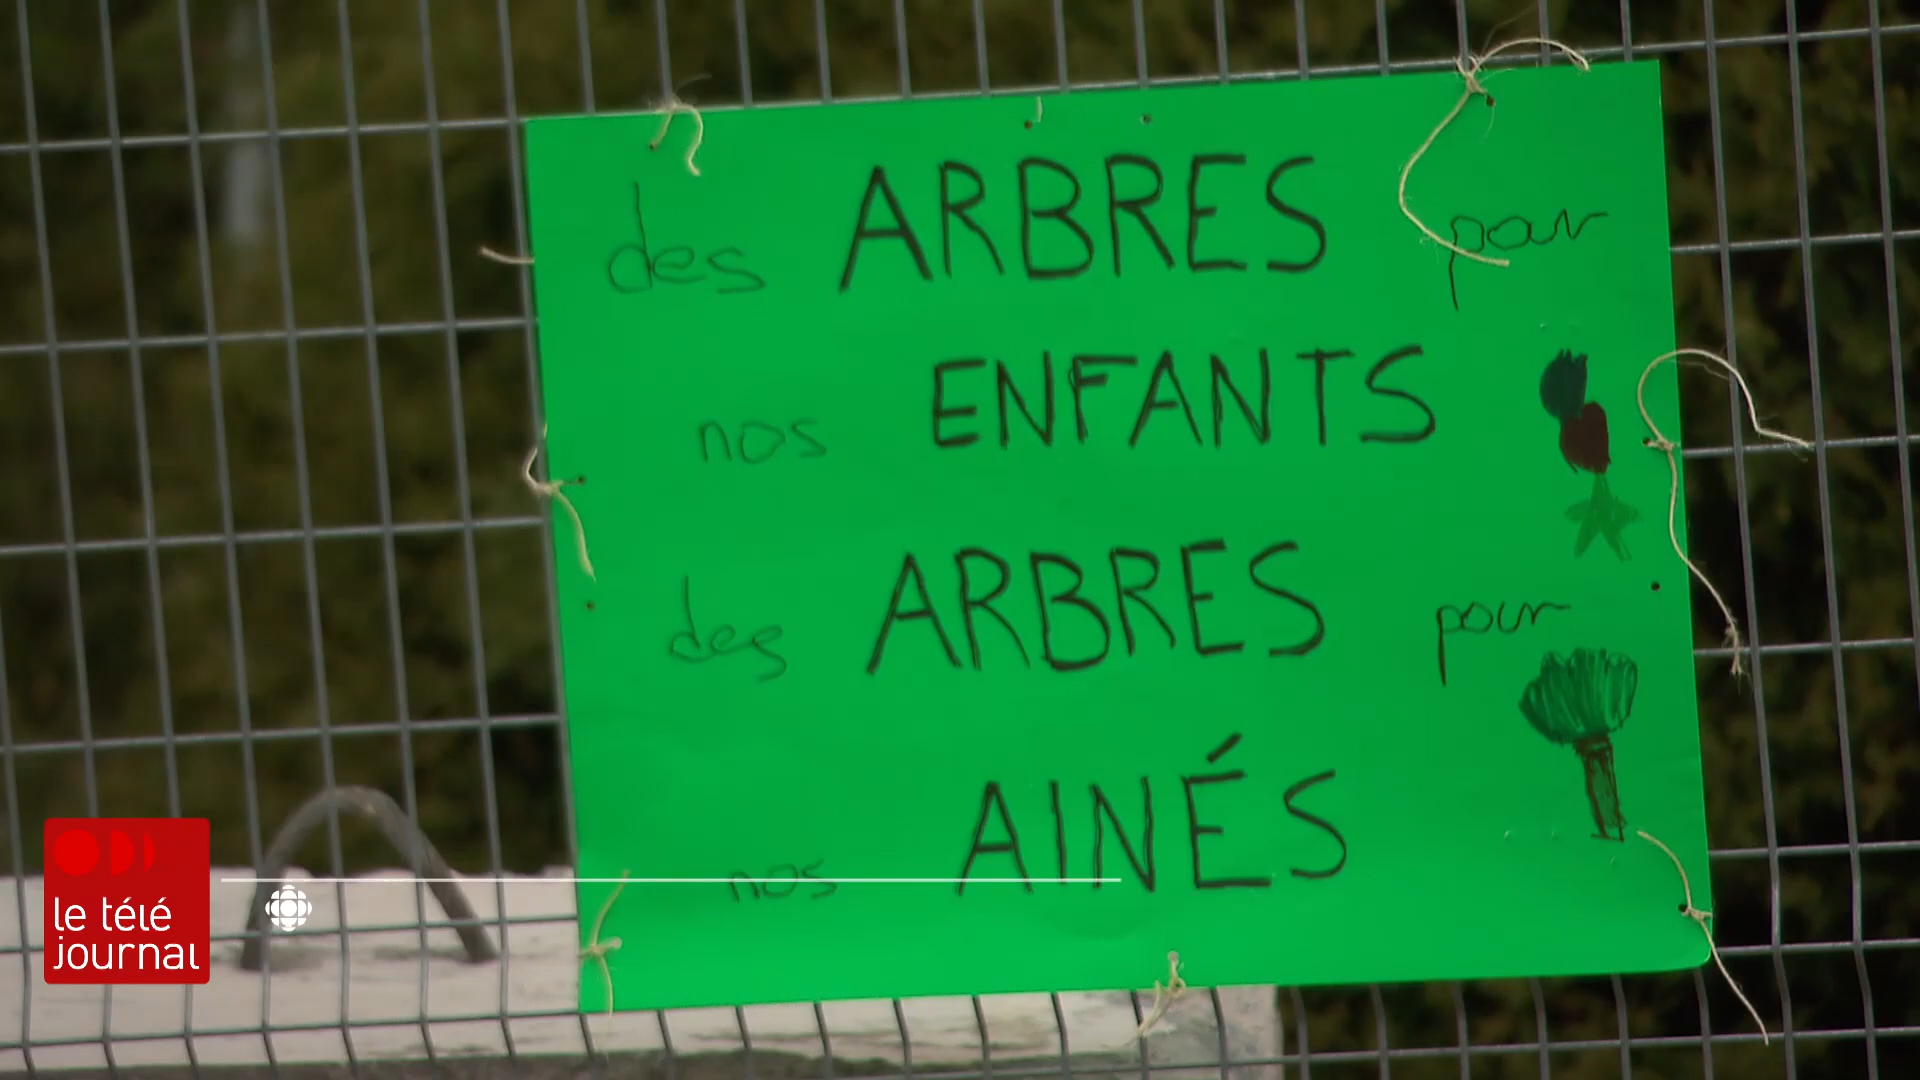 des ARBRES pour
nos ENFANTS
des ARBRES pour
nos AINÉS
le télé
journal